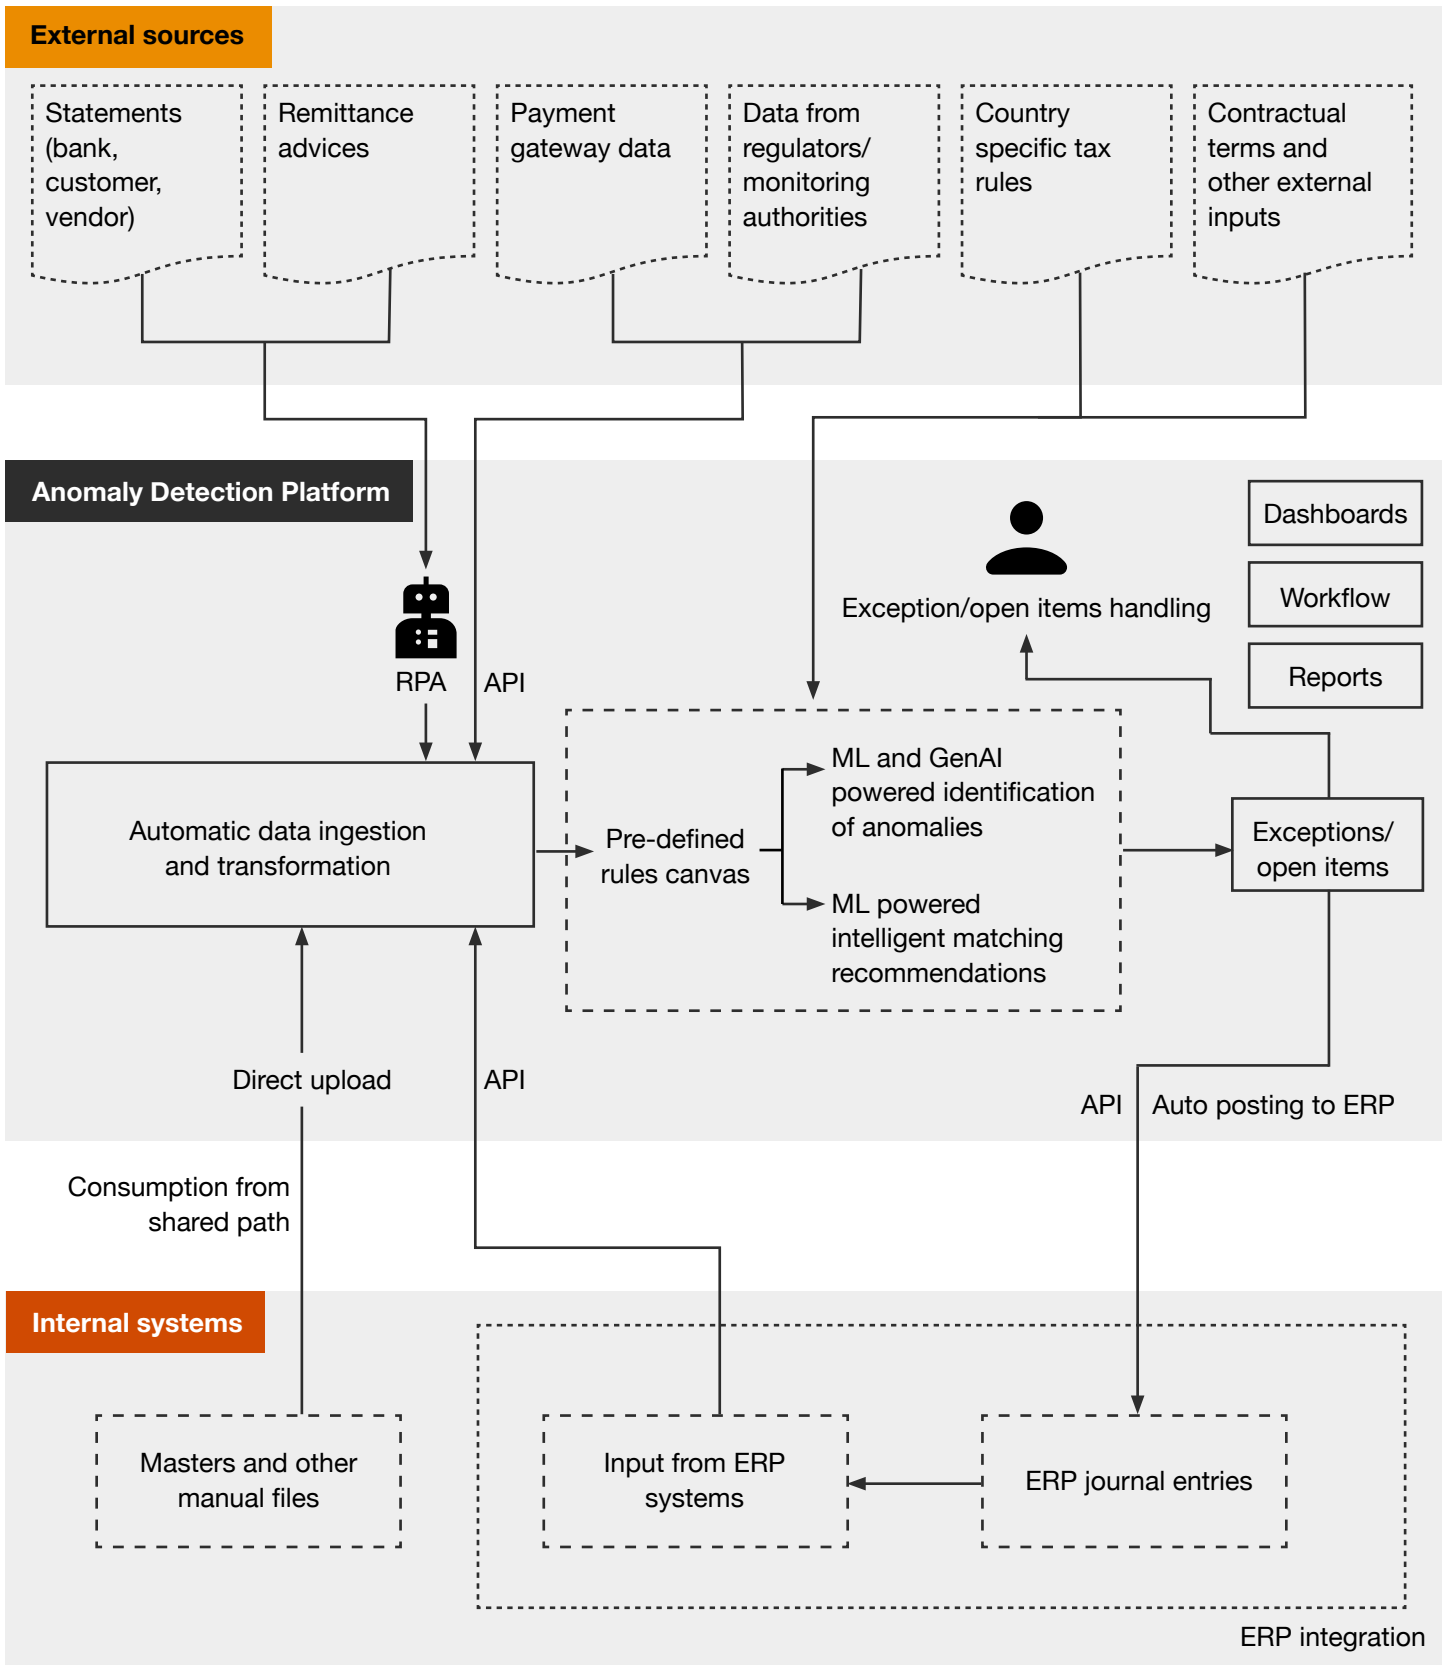 External sources
Statements
(bank,
customer,
vendor)
Remittance
advices
Payment
gateway data
Data from
regulators/
monitoring
authorities
Country
specific tax
rules
Contractual
terms and
other external
inputs
Anomaly Detection Platform
Dashboards
Workflow
Reports
Exception/open items handling
RPA
API
Automatic data ingestion
and transformation
Pre-defined
rules canvas
ML and GenAI
powered identification
of anomalies
ML powered
intelligent matching
recommendations
Exceptions/
open items
Direct upload
API
API
Auto posting to ERP
Consumption from
shared path
Internal systems
Masters and other
manual files
Input from ERP
systems
ERP journal entries
ERP integration